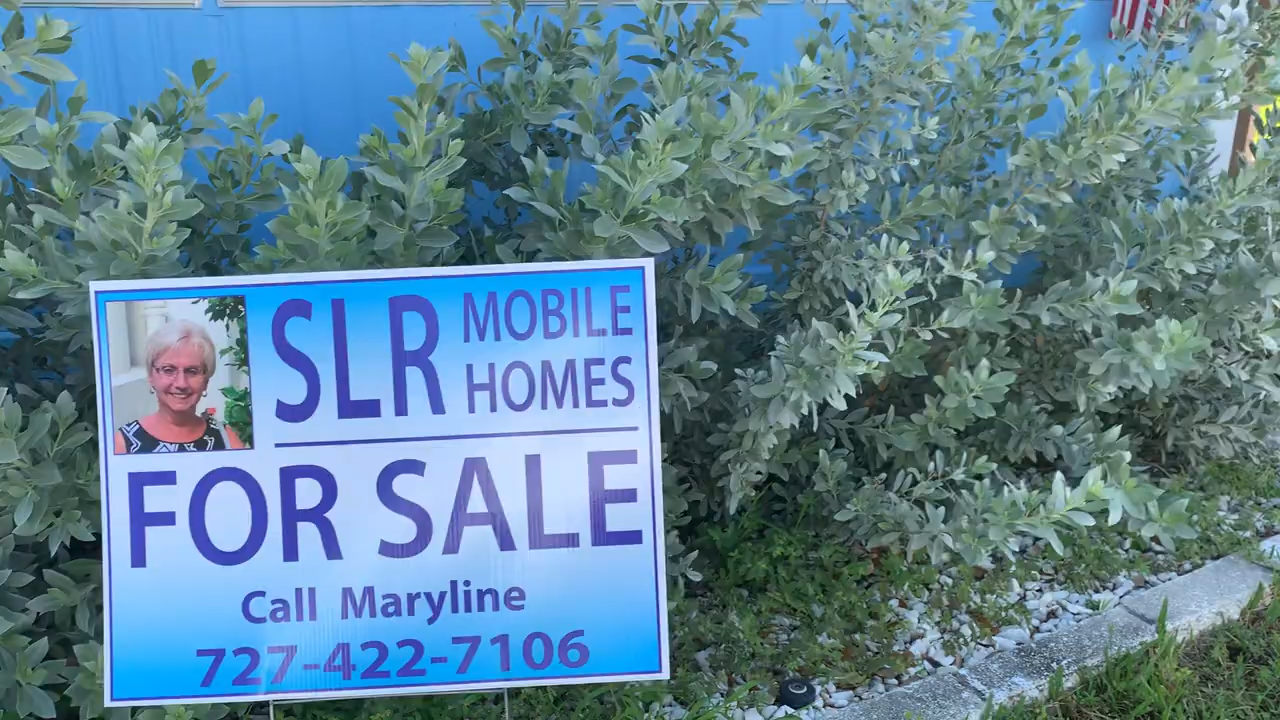 SLR MOBILE
HOMES
FOR SALE
Call Maryline
727-422-7106